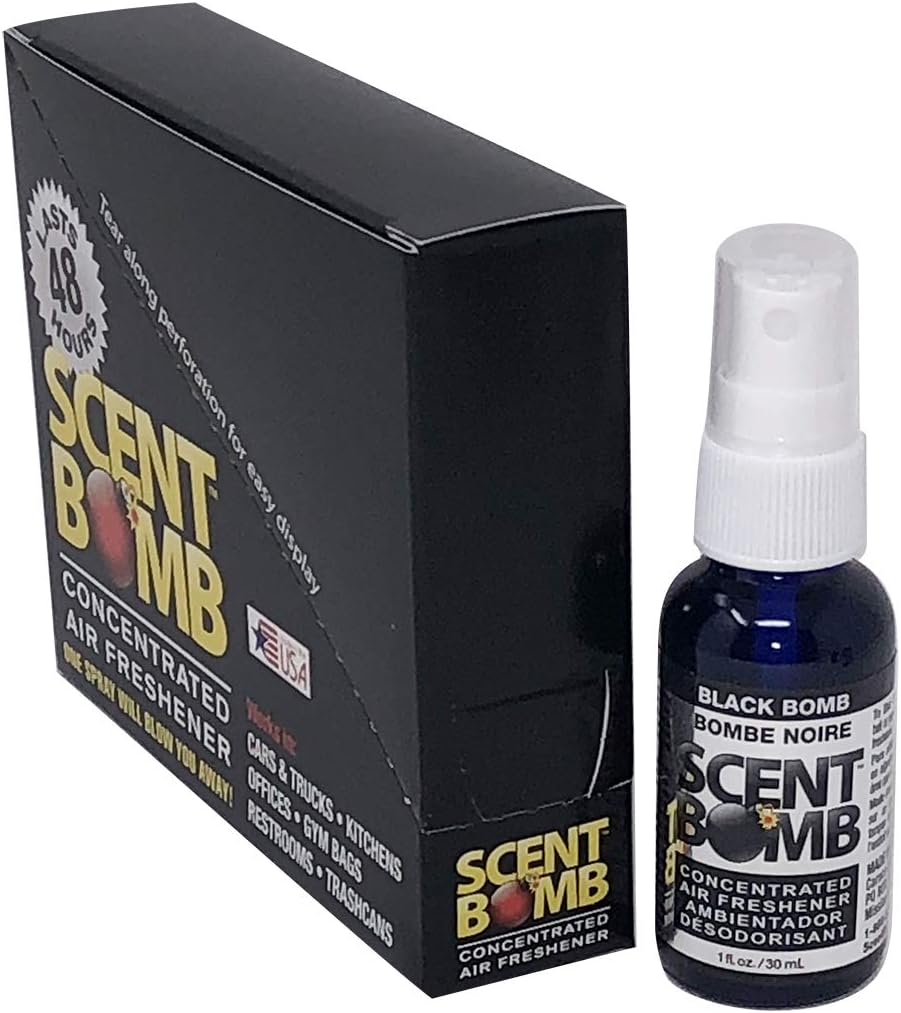 LASTS
48
HOURS
Tear along perforation for easy display
SCENT
BOMB
CONCENTRATED
AIR FRESHENER
ONE SPRAY WILL BLOW YOU AWAY!
USA
Works in:
CARS & TRUCKS • KITCHENS
OFFICES • GYM BAGS
RESTROOMS • TRASHCANS
SCENT
BOMB
CONCENTRATED
AIR FRESHENER
BLACK BOMB
BOMBE NOIRE
SCENT
BOMB
CONCENTRATED
AIR FRESHENER
AMBIENTADOR
DÉSODORISANT
1 fl. oz. / 30 mL